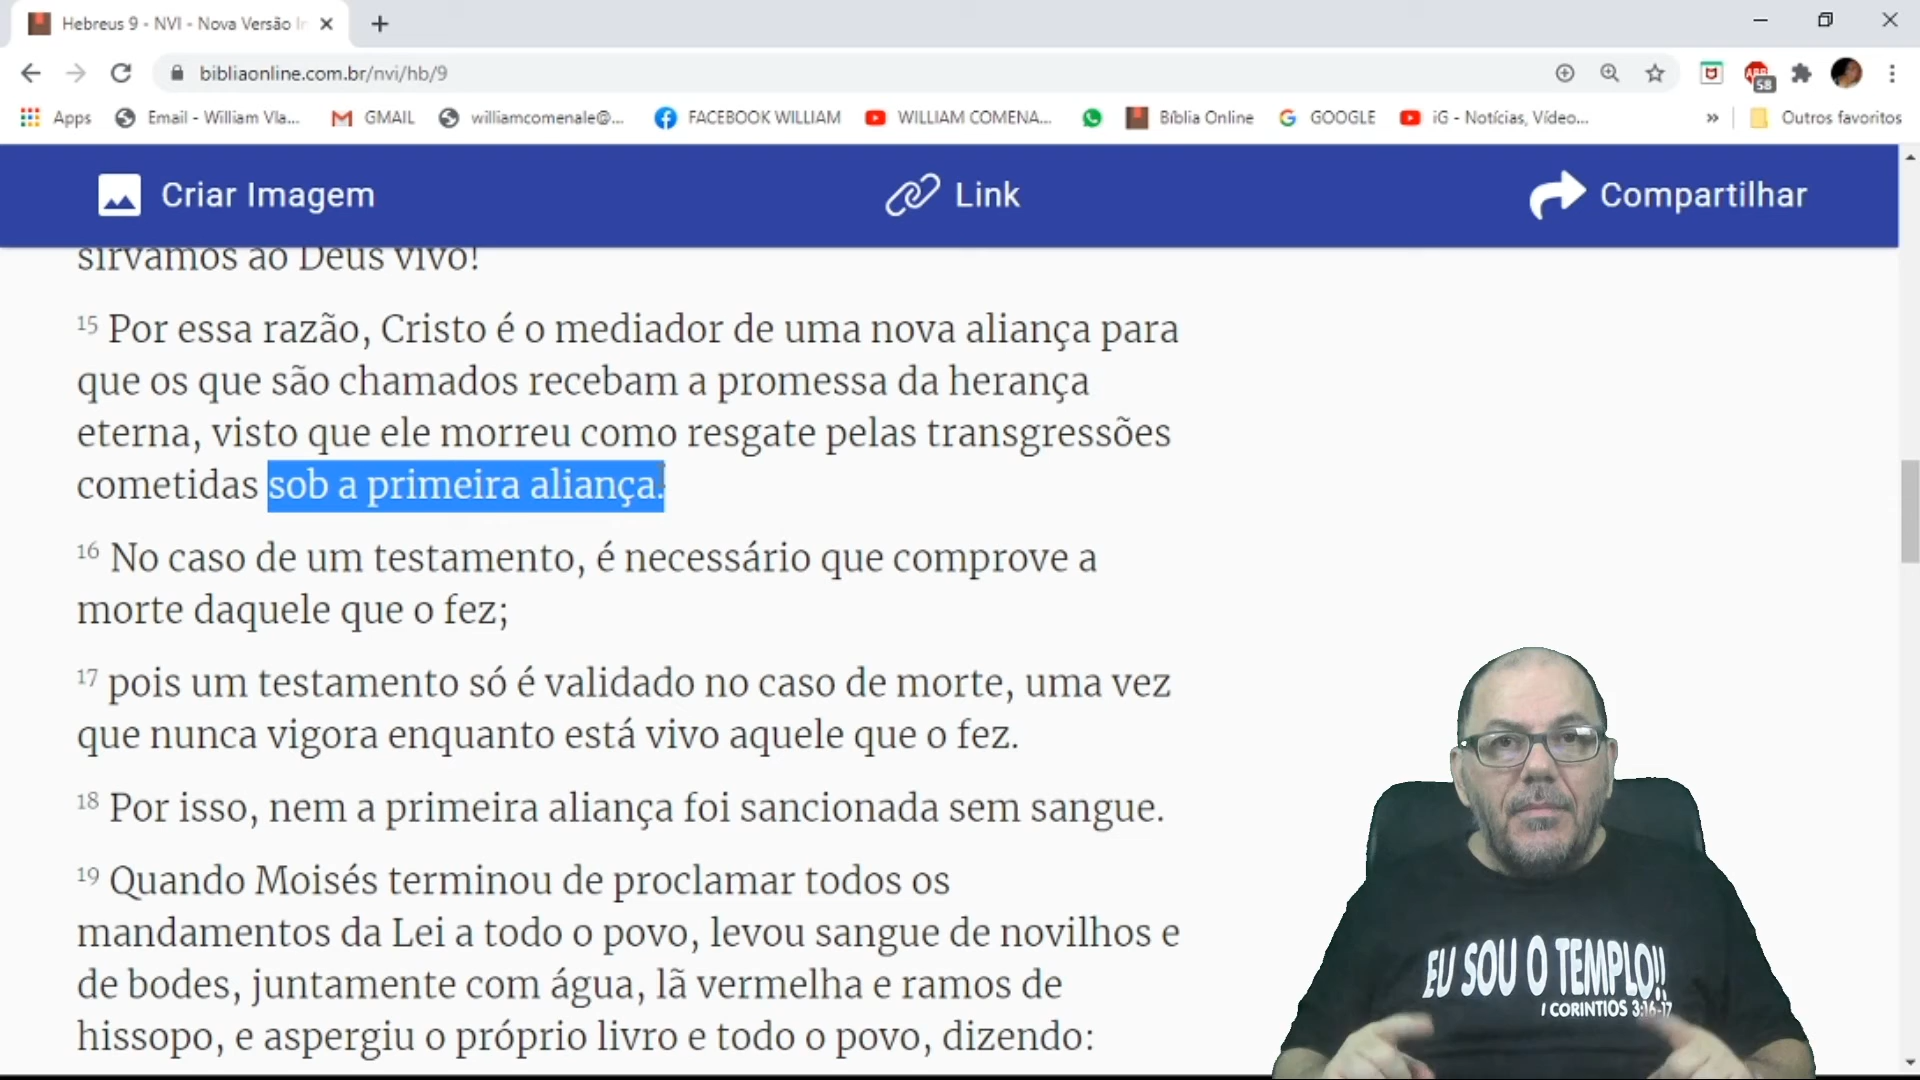 Hebreus 9 - NVI - Nova Versão In
bibliaonline.com.br/nvi/hb/9
58
Apps
Email - William Vla...
GMAIL
williamcomenale@...
FACEBOOK WILLIAM
WILLIAM COMENA...
Bíblia Online
GOOGLE
iG - Notícias, Vídeo...
»
Outros favoritos
Criar Imagem
Link
Compartilhar
sirvamos ao Deus vivo!
15 Por essa razão, Cristo é o mediador de uma nova aliança para
que os que são chamados recebam a promessa da herança
eterna, visto que ele morreu como resgate pelas transgressões
cometidas sob a primeira aliança.
16 No caso de um testamento, é necessário que comprove a
morte daquele que o fez;
17 pois um testamento só é validado no caso de morte, uma vez
que nunca vigora enquanto está vivo aquele que o fez.
18 Por isso, nem a primeira aliança foi sancionada sem sangue.
19 Quando Moisés terminou de proclamar todos os
mandamentos da Lei a todo o povo, levou sangue de novilhos e
de bodes, juntamente com água, lã vermelha e ramos de
hissopo, e aspergiu o próprio livro e todo o povo, dizendo:
EU SOU O TEMPLO!!
I CORINTIOS 3:16-17